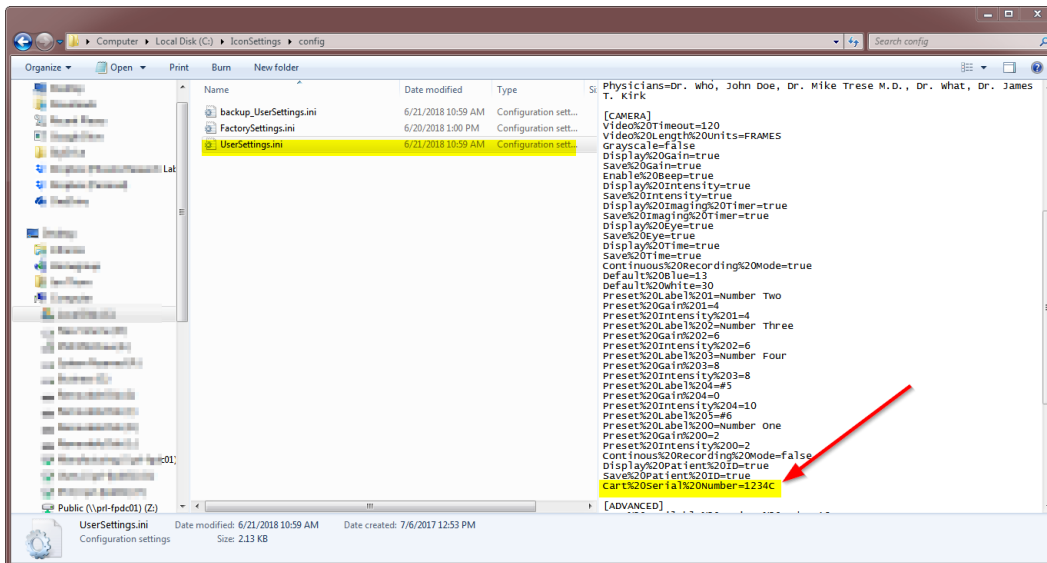 Computer ▸ Local Disk (C:) ▸ IconSettings ▸ config
Search config
Organize ▾ Open ▾ Print Burn New folder
Name Date modified Type Si
backup_UserSettings.ini 6/21/2018 10:59 AM Configuration sett...
FactorySettings.ini 6/20/2018 1:00 PM Configuration sett...
UserSettings.ini 6/21/2018 10:59 AM Configuration sett...
Lab
c01)
Public (\\prl-fpdc01) (Z:)
Physicians=Dr. Who, John Doe, Dr. Mike Trese M.D., Dr. What, Dr. James
T. Kirk
[CAMERA]
Video%20Timeout=120
Video%20Length%20Units=FRAMES
Grayscale=false
Display%20Gain=true
Save%20Gain=true
Enable%20Beep=true
Display%20Intensity=true
Save%20Intensity=true
Display%20Imaging%20Timer=true
Save%20Imaging%20Timer=true
Display%20Eye=true
Save%20Eye=true
Display%20Time=true
Save%20Time=true
Continuous%20Recording%20Mode=true
Default%20Blue=13
Default%20White=30
Preset%20Label%201=Number Two
Preset%20Gain%201=4
Preset%20Intensity%201=4
Preset%20Label%202=Number Three
Preset%20Gain%202=6
Preset%20Intensity%202=6
Preset%20Label%203=Number Four
Preset%20Gain%203=8
Preset%20Intensity%203=8
Preset%20Label%204=#5
Preset%20Gain%204=0
Preset%20Intensity%204=10
Preset%20Label%205=#6
Preset%20Label%200=Number One
Preset%20Gain%200=2
Preset%20Intensity%200=2
Continous%20Recording%20Mode=false
Display%20Patient%20ID=true
Save%20Patient%20ID=true
Cart%20Serial%20Number=1234C
[ADVANCED]
UserSettings.ini Date modified: 6/21/2018 10:59 AM Date created: 7/6/2017 12:53 PM
Configuration settings Size: 2.13 KB